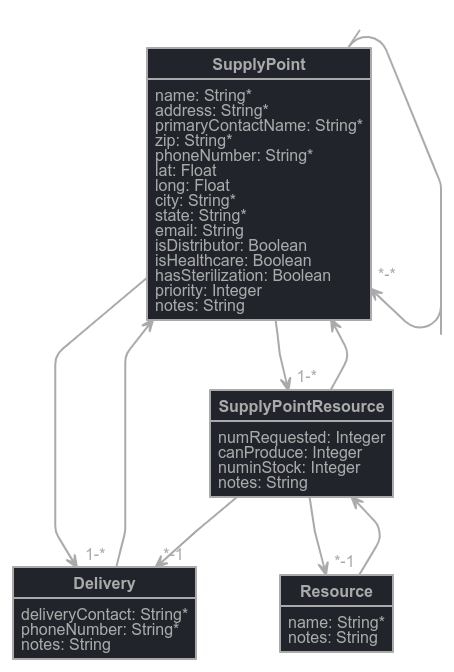 SupplyPoint
name: String*
address: String*
primaryContactName: String*
zip: String*
phoneNumber: String*
lat: Float
long: Float
city: String*
state: String*
email: String
isDistributor: Boolean
isHealthcare: Boolean
hasSterilization: Boolean
priority: Integer
notes: String
*-*
1-*
SupplyPointResource
numRequested: Integer
canProduce: Integer
numinStock: Integer
notes: String
1-*
*-1
*-1
Delivery
deliveryContact: String*
phoneNumber: String*
notes: String
Resource
name: String*
notes: String